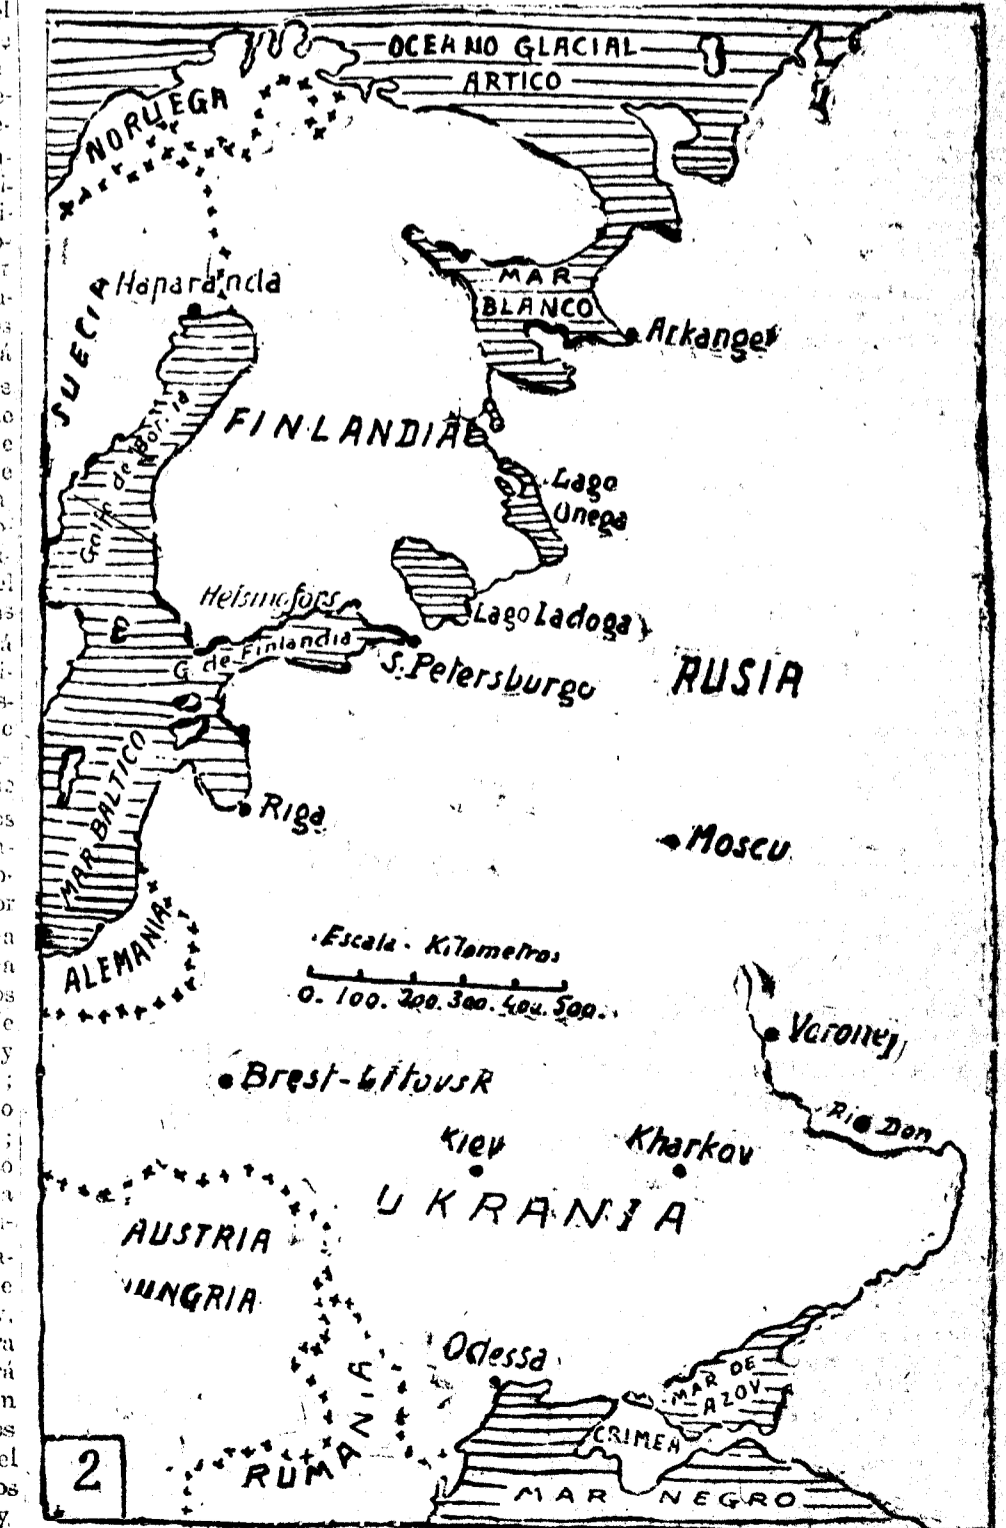 OCEANO GLACIAL
ARTICO
NORUEGA
Haparanda
SUECIA
MAR
BLANCO
Arkangel
FINLANDIA
Golfo de Botnia
Lago
Onega
Helsingfors
Lago Ladoga
G. de Finlandia
S. Petersburgo
RUSIA
MAR BALTICO
Riga
Moscu
ALEMANIA
Escala - Kilometros
0. 100. 200. 300. 400. 500.
Voronej
Brest-Litovsk
Rio Don
Kiev
Kharkov
UKRANIA
AUSTRIA
HUNGRIA
Odessa
MAR DE
AZOV
RUMANIA
CRIMEA
2
MAR NEGRO